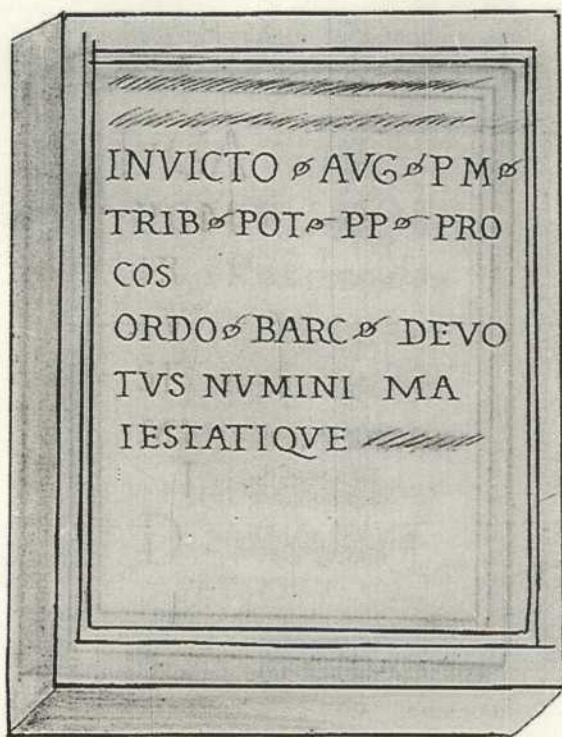 INVICTO AVG P M
TRIB POT PP PRO
COS
ORDO BARC DEVO
TVS NVMINI MA
IESTATIQVE